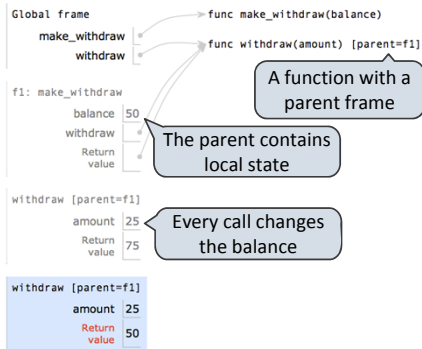 Global frame
func make_withdraw(balance)
make_withdraw
withdraw
func withdraw(amount) [parent=f1]
A function with a
parent frame
f1: make_withdraw
balance 50
withdraw
Return
value
The parent contains
local state
withdraw [parent=f1]
amount 25
Return
value 75
Every call changes
the balance
withdraw [parent=f1]
amount 25
Return
value 50